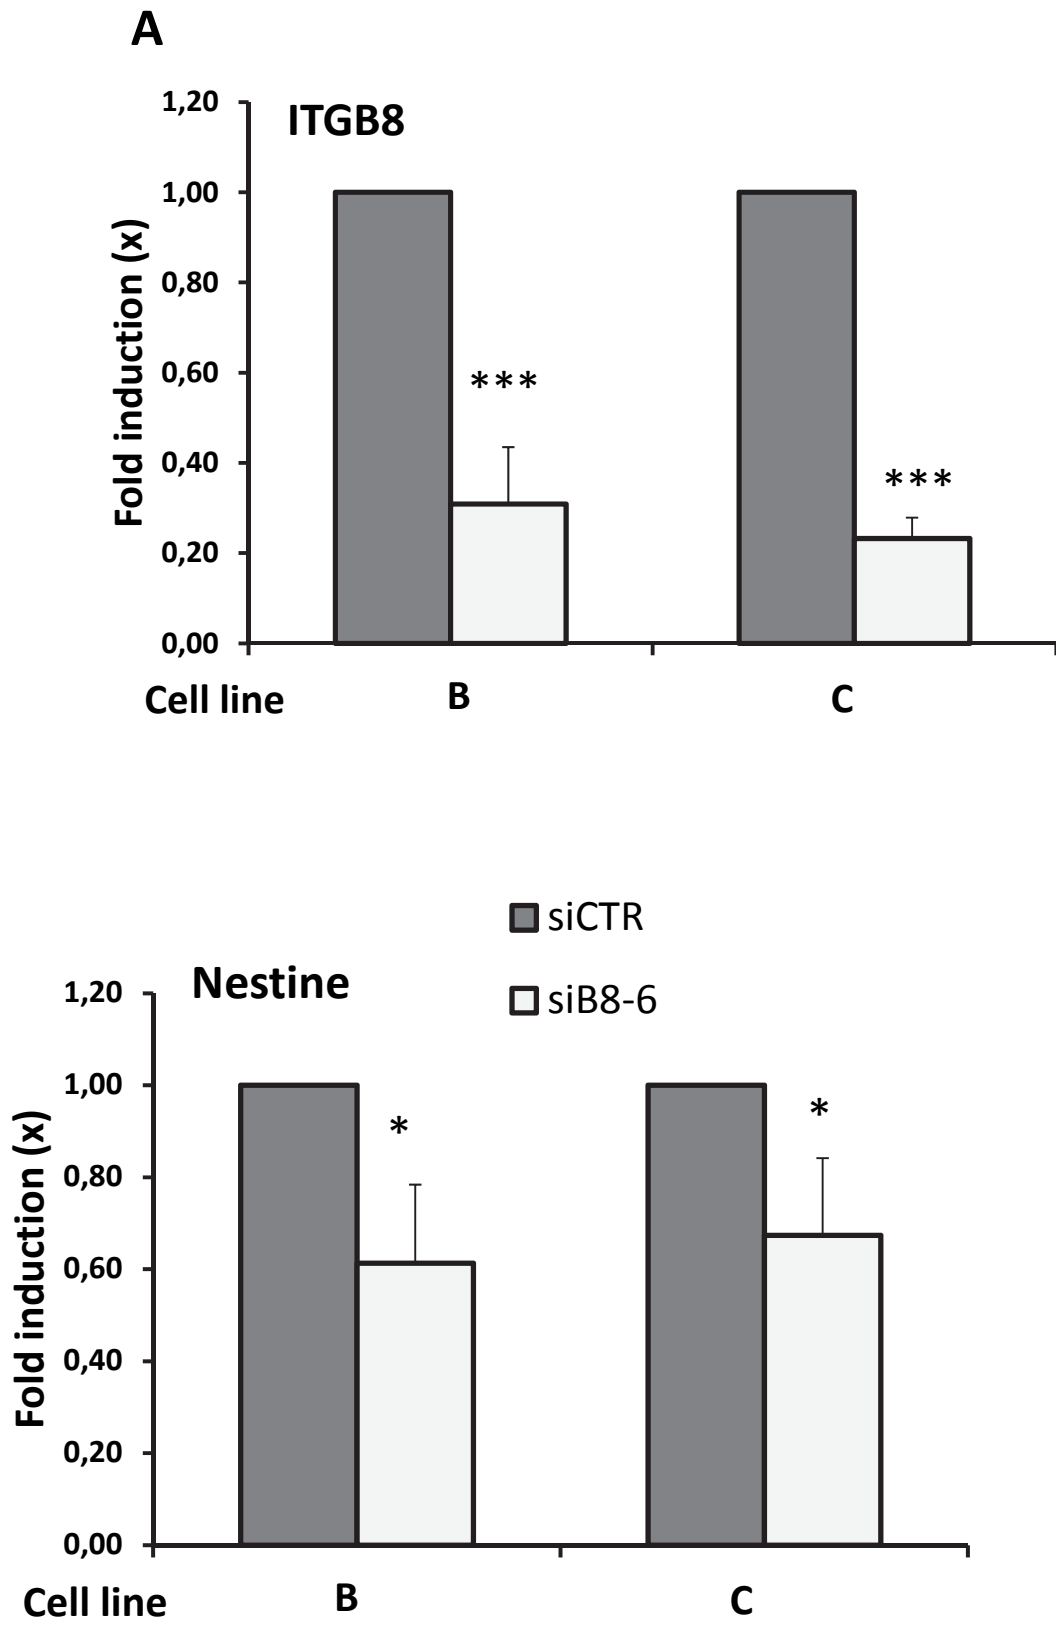 A
ITGB8
Fold induction (x)
1,20
1,00
0,80
0,60
0,40
0,20
0,00
***
***
Cell line B C
siCTR
siB8-6
Nestine
Fold induction (x)
1,20
1,00
0,80
0,60
0,40
0,20
0,00
*
*
Cell line B C